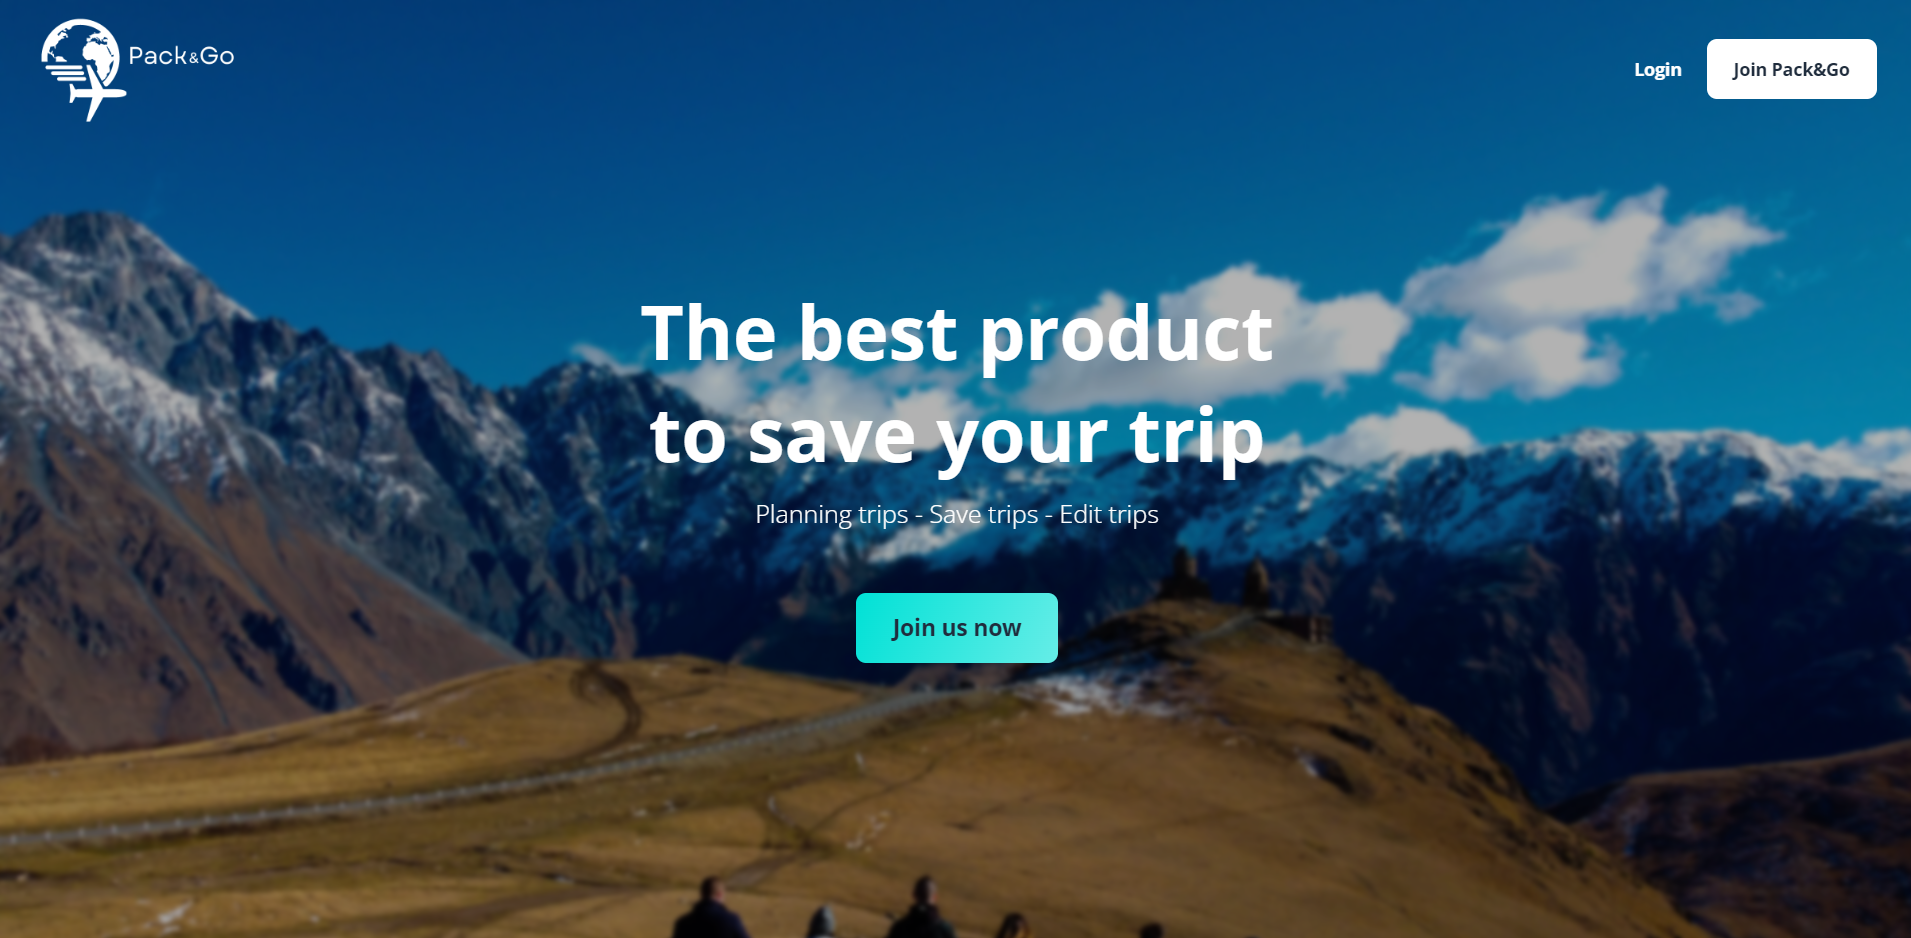 Pack&Go
Login
Join Pack&Go
The best product
to save your trip
Planning trips - Save trips - Edit trips
Join us now